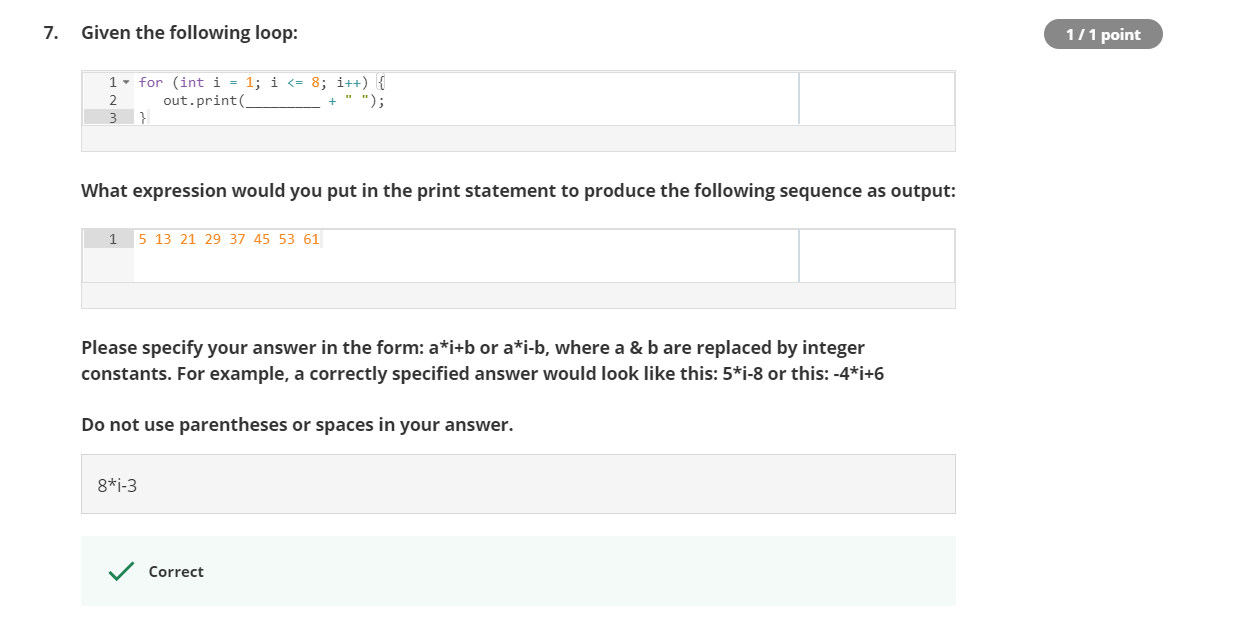 7. Given the following loop:
1 / 1 point
1 for (int i = 1; i <= 8; i++) {
2 out.print(_________ + " ");
3 }
What expression would you put in the print statement to produce the following sequence as output:
1 5 13 21 29 37 45 53 61
Please specify your answer in the form: a*i+b or a*i-b, where a & b are replaced by integer
constants. For example, a correctly specified answer would look like this: 5*i-8 or this: -4*i+6
Do not use parentheses or spaces in your answer.
8*i-3
Correct